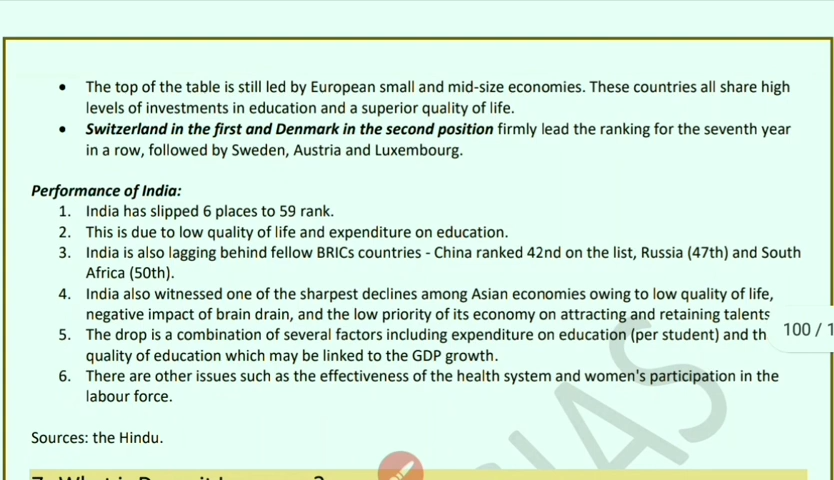 The top of the table is still led by European small and mid-size economies. These countries all share high
levels of investments in education and a superior quality of life.
Switzerland in the first and Denmark in the second position firmly lead the ranking for the seventh year
in a row, followed by Sweden, Austria and Luxembourg.
Performance of India:
1. India has slipped 6 places to 59 rank.
2. This is due to low quality of life and expenditure on education.
3. India is also lagging behind fellow BRICs countries - China ranked 42nd on the list, Russia (47th) and South
Africa (50th).
4. India also witnessed one of the sharpest declines among Asian economies owing to low quality of life,
negative impact of brain drain, and the low priority of its economy on attracting and retaining talents
5. The drop is a combination of several factors including expenditure on education (per student) and th
100 / 1
quality of education which may be linked to the GDP growth.
6. There are other issues such as the effectiveness of the health system and women's participation in the
labour force.
Sources: the Hindu.
IAS